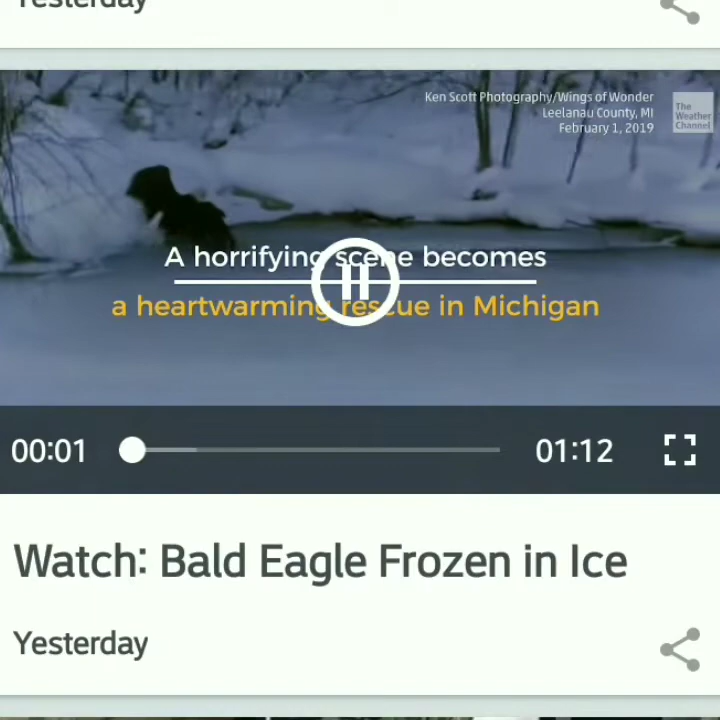 Yesterday
Ken Scott Photography/Wings of Wonder
Leelanau County, MI
February 1, 2019
The
Weather
Channel
A horrifying scene becomes
a heartwarming rescue in Michigan
00:01
01:12
Watch: Bald Eagle Frozen in Ice
Yesterday